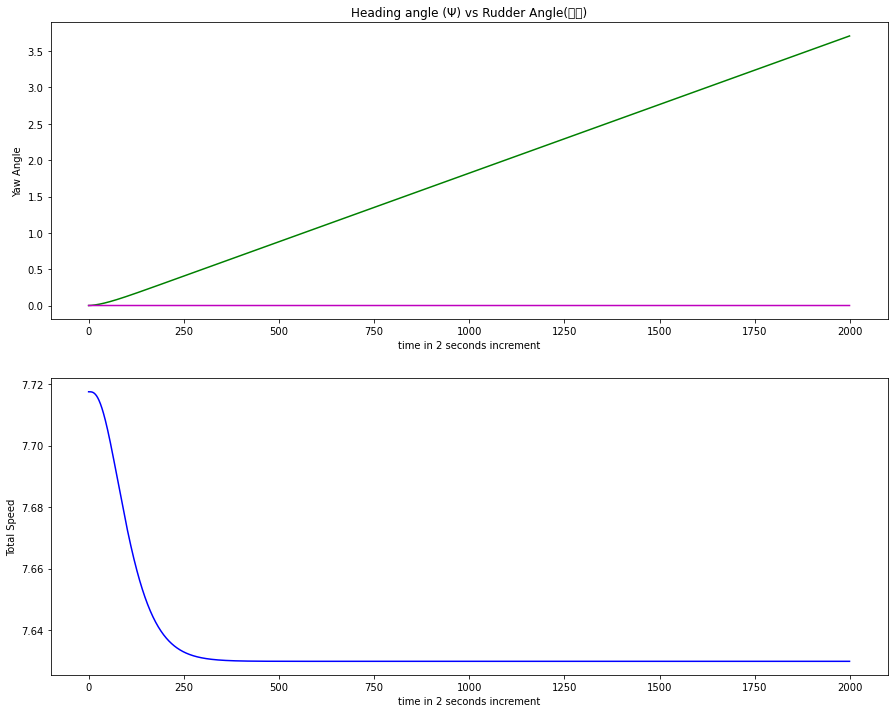 Heading angle (Ψ) vs Rudder Angle(▯▯)
3.5
3.0
2.5
2.0
1.5
1.0
0.5
0.0
Yaw Angle
0 250 500 750 1000 1250 1500 1750 2000
time in 2 seconds increment
7.72
7.70
7.68
7.66
7.64
Total Speed
0 250 500 750 1000 1250 1500 1750 2000
time in 2 seconds increment